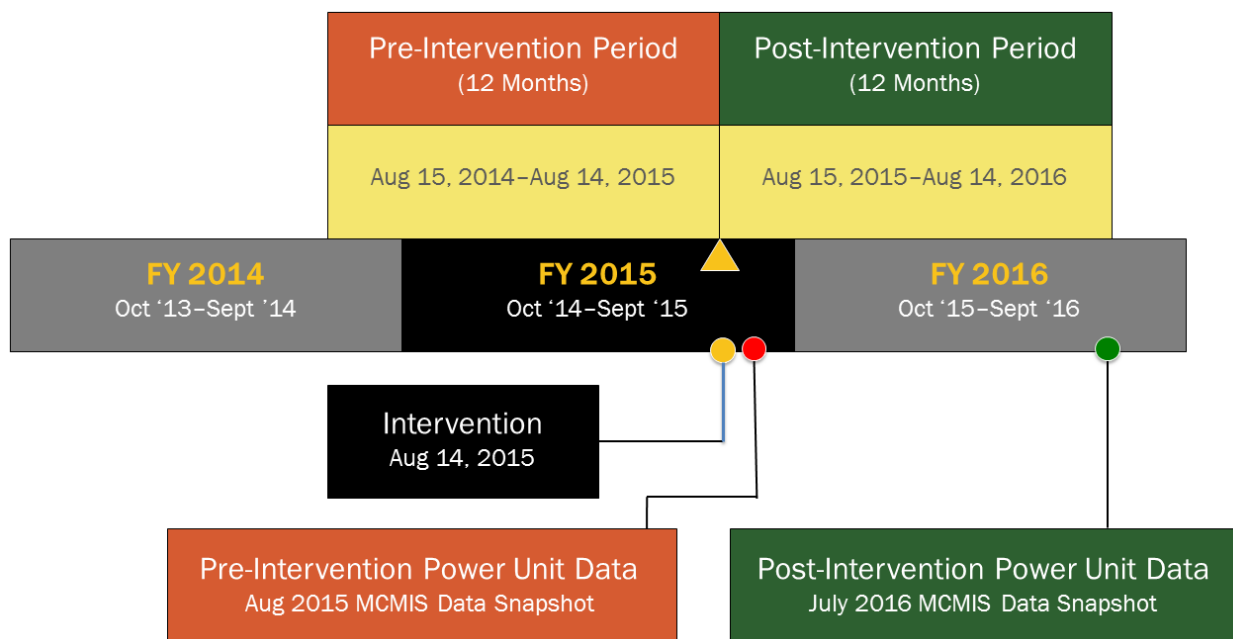 Pre-Intervention Period
(12 Months)
Post-Intervention Period
(12 Months)
Aug 15, 2014–Aug 14, 2015
Aug 15, 2015–Aug 14, 2016
FY 2014
Oct ‘13–Sept ’14
FY 2015
Oct ‘14–Sept ‘15
FY 2016
Oct ‘15–Sept ‘16
Intervention
Aug 14, 2015
Pre-Intervention Power Unit Data
Aug 2015 MCMIS Data Snapshot
Post-Intervention Power Unit Data
July 2016 MCMIS Data Snapshot